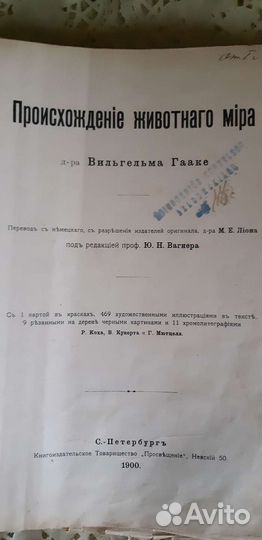 Происхожденіе животнаго міра
д-ра Вильгельма Гааке
Переводъ съ нѣмецкаго, съ разрѣшенія издателей оригинала, д-ра М. Е. Ліона
подъ редакціей проф. Ю. Н. Вагнера
Съ 1 картой въ краскахъ, 469 художественными иллюстраціями въ текстѣ,
9 рѣзанными на деревѣ черными картинами и 11 хромолитографіями
Р. Коха, В. Кунерта и Г. Мютцеля
С.-Петербургъ
Книгоиздательское Товарищество „Просвѣщеніе", Невскій 50.
1900.
Avito